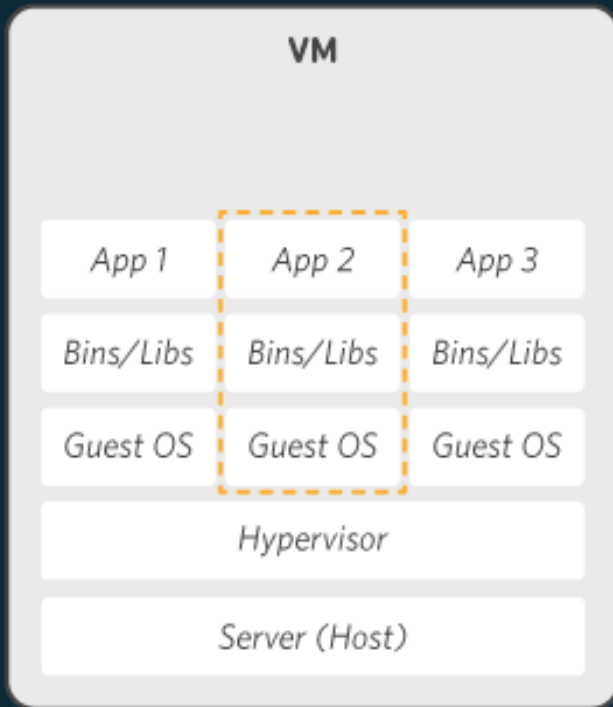 VM
App 1 App 2 App 3
Bins/Libs Bins/Libs Bins/Libs
Guest OS Guest OS Guest OS
Hypervisor
Server (Host)